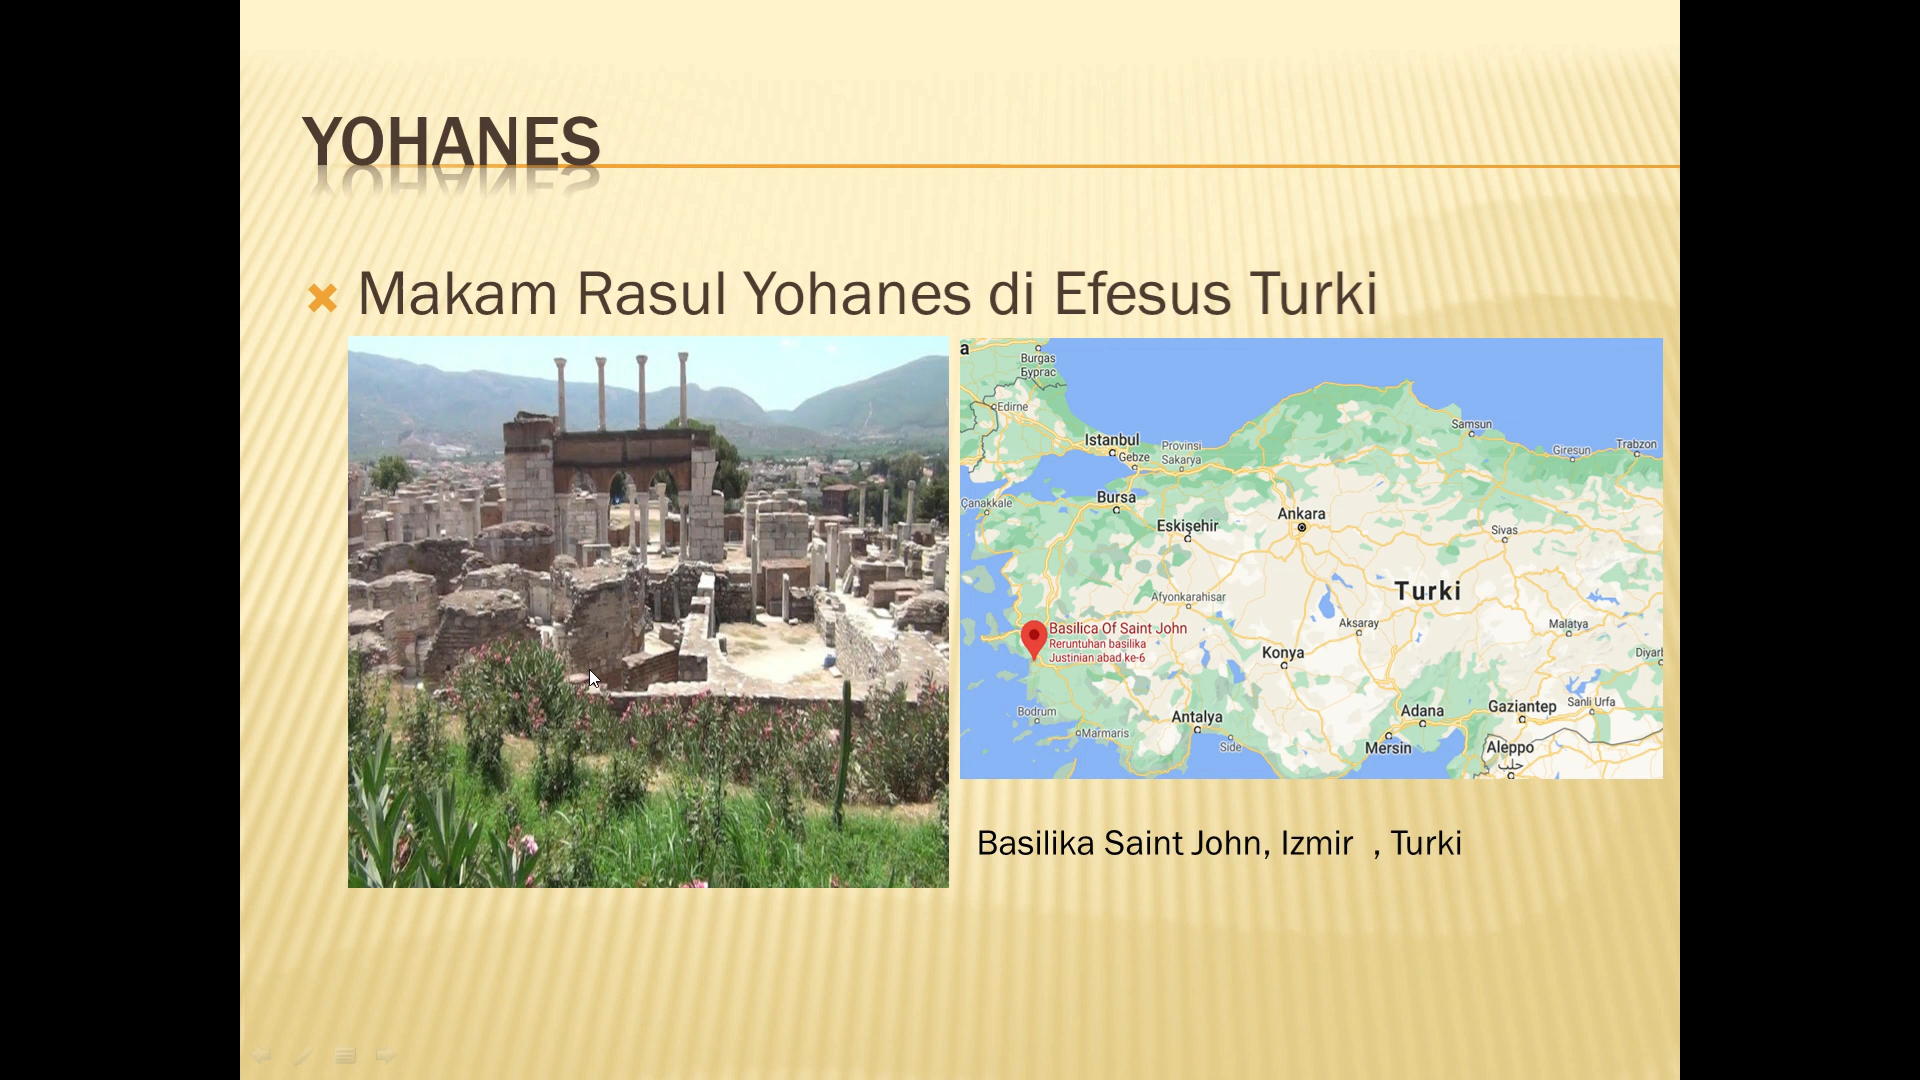 YOHANES
Makam Rasul Yohanes di Efesus Turki
a
Burgas
Бургас
Edirne
Istanbul
Gebze
Provinsi
Sakarya
Samsun
Giresun
Trabzon
Çanakkale
Bursa
Eskişehir
Ankara
Sivas
Turki
Afyonkarahisar
Aksaray
Malatya
Basilica Of Saint John
Reruntuhan basilika
Justinian abad ke-6
Konya
Diyarl
Bodrum
Marmaris
Antalya
Side
Adana
Mersin
Gaziantep
Sanli Urfa
Aleppo
حلب
Basilika Saint John, Izmir , Turki